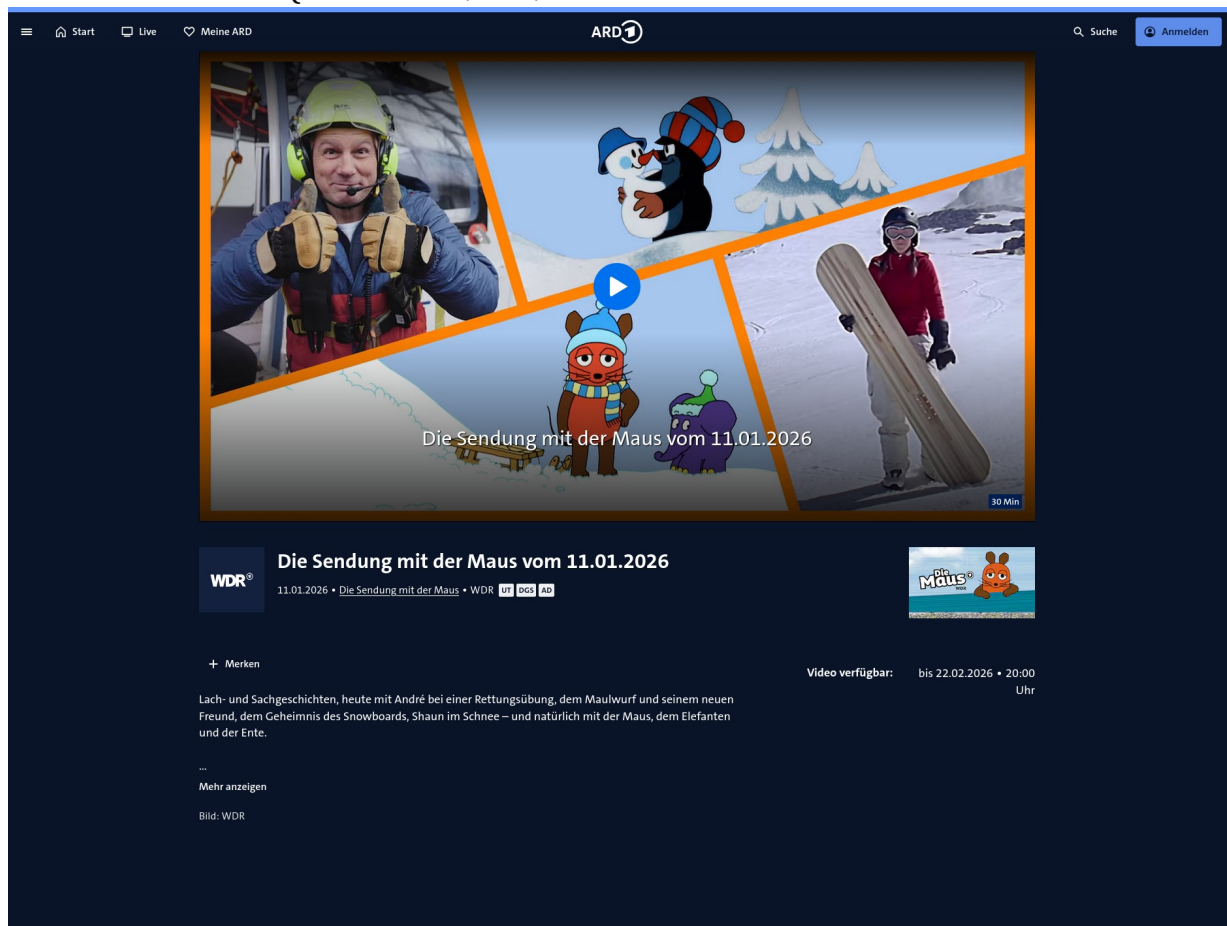 Start
Live
Meine ARD
ARD 1
Suche
Anmelden
Die Sendung mit der Maus vom 11.01.2026
30 Min
WDR®
Die Sendung mit der Maus vom 11.01.2026
11.01.2026 • Die Sendung mit der Maus • WDR UT DGS AD
Die
Maus®
WDR
+ Merken
Video verfügbar: bis 22.02.2026 • 20:00
Uhr
Lach- und Sachgeschichten, heute mit André bei einer Rettungsübung, dem Maulwurf und seinem neuen
Freund, dem Geheimnis des Snowboards, Shaun im Schnee – und natürlich mit der Maus, dem Elefanten
und der Ente.
...
Mehr anzeigen
Bild: WDR